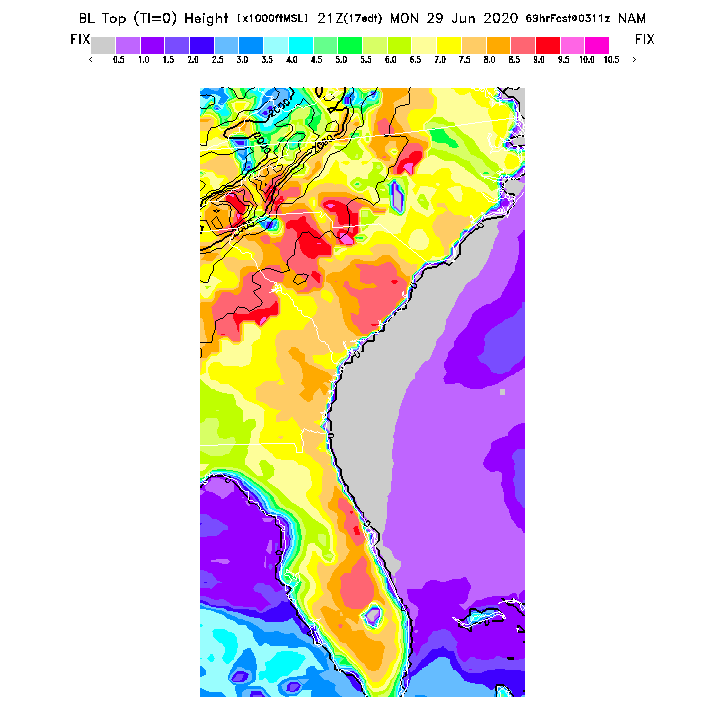 BL Top (TI=0) Height [x1000ftMSL] 21Z(17edt) MON 29 Jun 2020 69hrFcst@0311z NAM
FIX FIX
< 0.5 1.0 1.5 2.0 2.5 3.0 3.5 4.0 4.5 5.0 5.5 6.0 6.5 7.0 7.5 8.0 8.5 9.0 9.5 10.0 10.5 >
2050